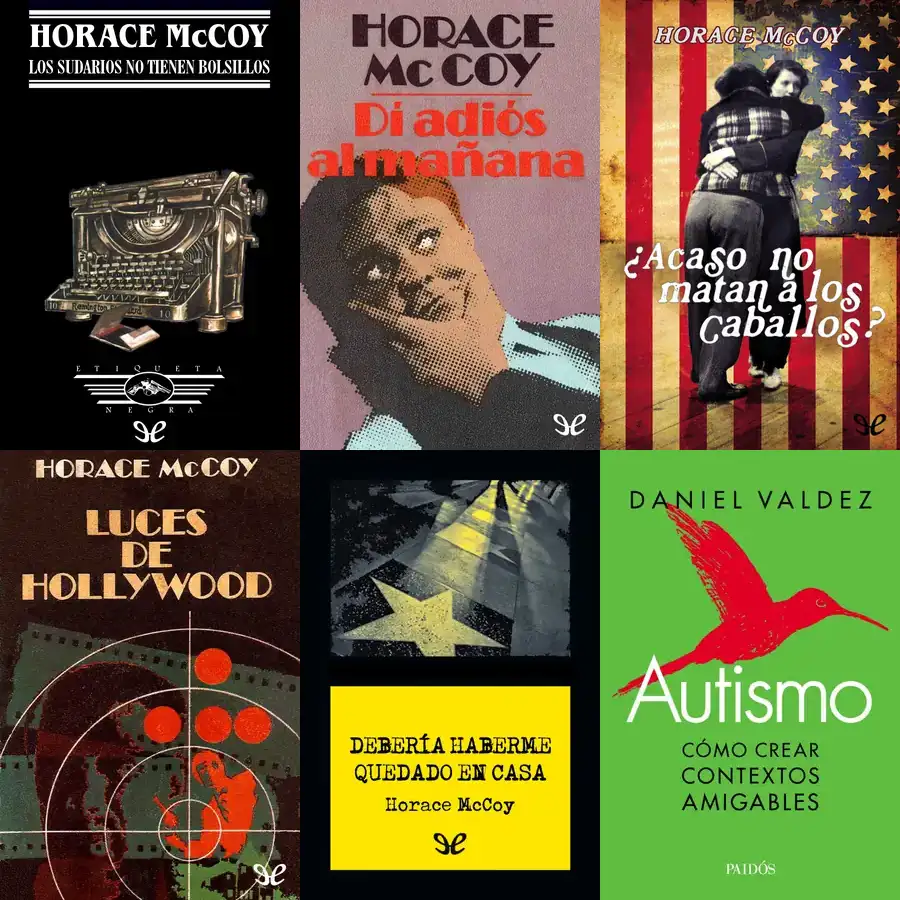 HORACE McCOY
LOS SUDARIOS NO TIENEN BOLSILLOS
10
10
ETIQUETA
NEGRA
HORACE
McCOY
Di adiós
al mañana
HORACE McCOY
¿Acaso no
matan a los
caballos?
HORACE McCOY
LUCES
DE
HOLLYWOOD
DEBERÍA HABERME
QUEDADO EN CASA
Horace McCoy
DANIEL VALDEZ
Autismo
CÓMO CREAR
CONTEXTOS
AMIGABLES
PAIDÓS